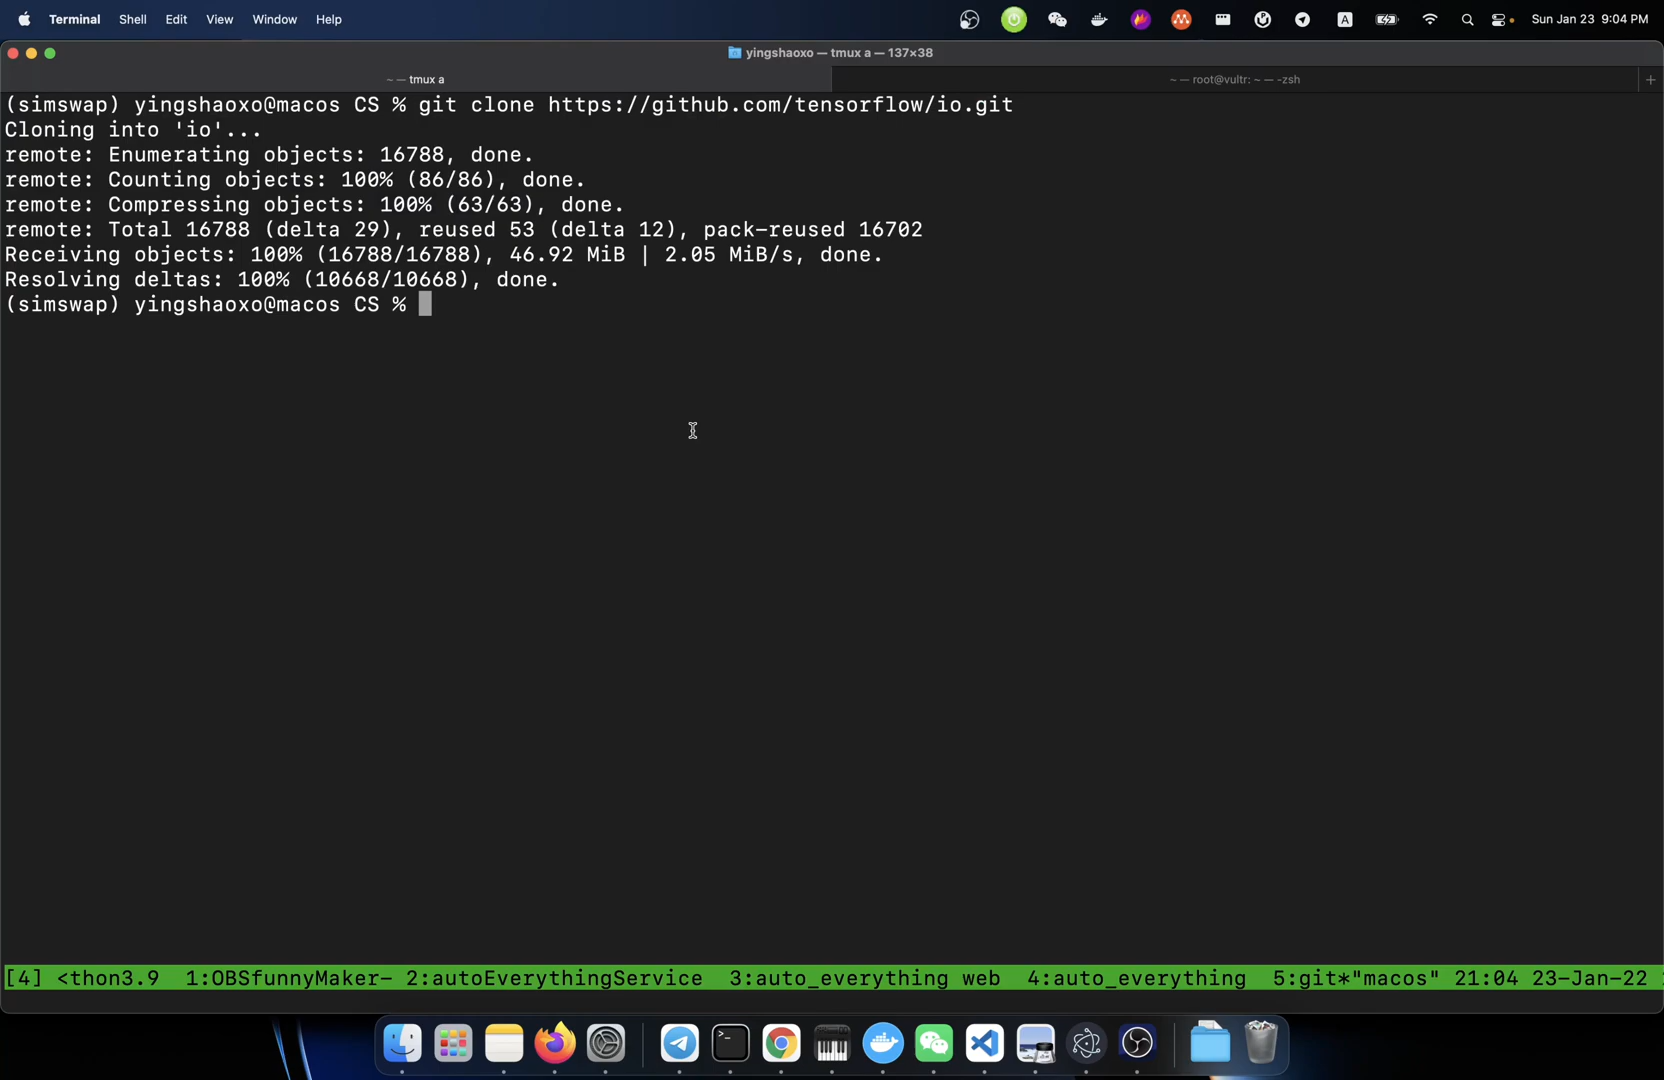 Terminal Shell Edit View Window Help A Sun Jan 23 9:04 PM
yingshaoxo — tmux a — 137×38
~ — tmux a ~ — root@vultr: ~ — -zsh +
(simswap) yingshaoxo@macos CS % git clone https://github.com/tensorflow/io.git
Cloning into 'io'...
remote: Enumerating objects: 16788, done.
remote: Counting objects: 100% (86/86), done.
remote: Compressing objects: 100% (63/63), done.
remote: Total 16788 (delta 29), reused 53 (delta 12), pack-reused 16702
Receiving objects: 100% (16788/16788), 46.92 MiB | 2.05 MiB/s, done.
Resolving deltas: 100% (10668/10668), done.
(simswap) yingshaoxo@macos CS %
[4] <thon3.9 1:OBSfunnyMaker- 2:autoEverythingService 3:auto_everything web 4:auto_everything 5:git*"macos" 21:04 23-Jan-22